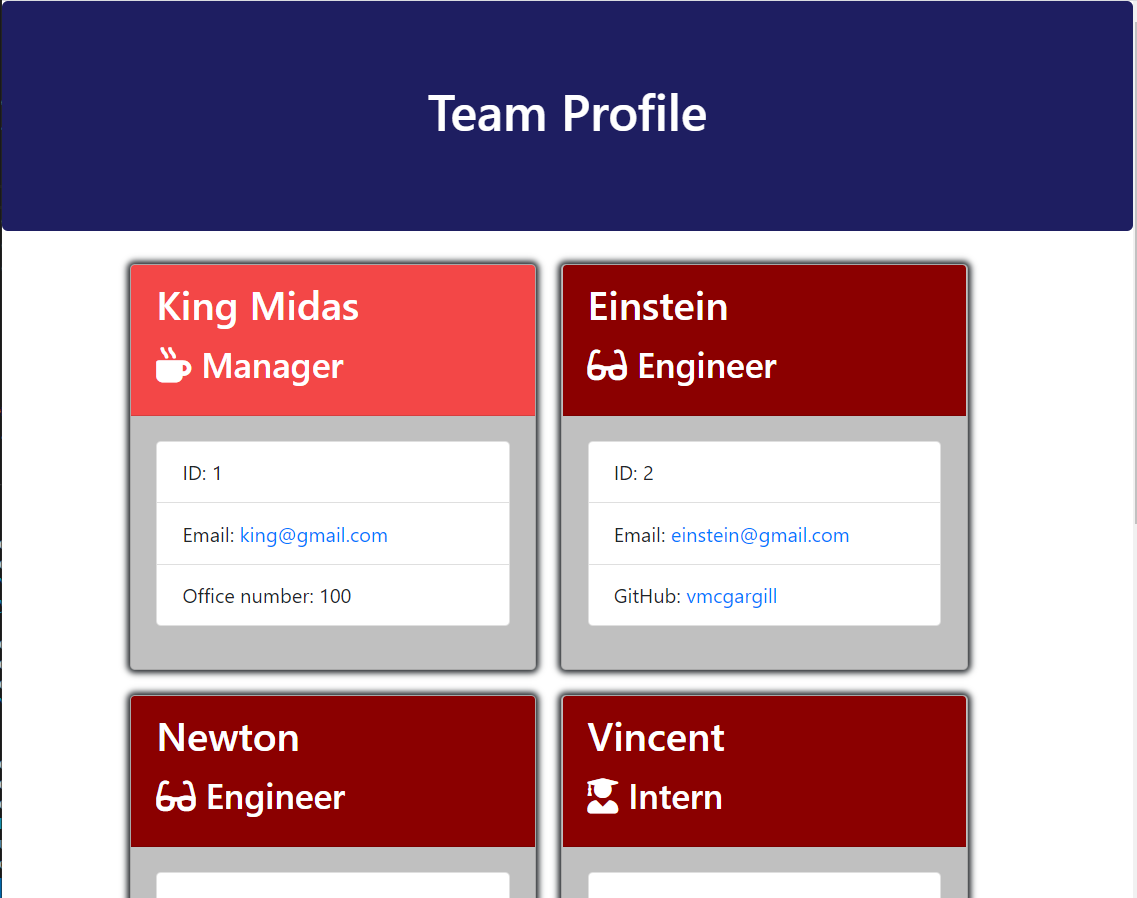 Team Profile
King Midas
Manager
ID: 1
Email: king@gmail.com
Office number: 100
Einstein
Engineer
ID: 2
Email: einstein@gmail.com
GitHub: vmcgargill
Newton
Engineer
Vincent
Intern